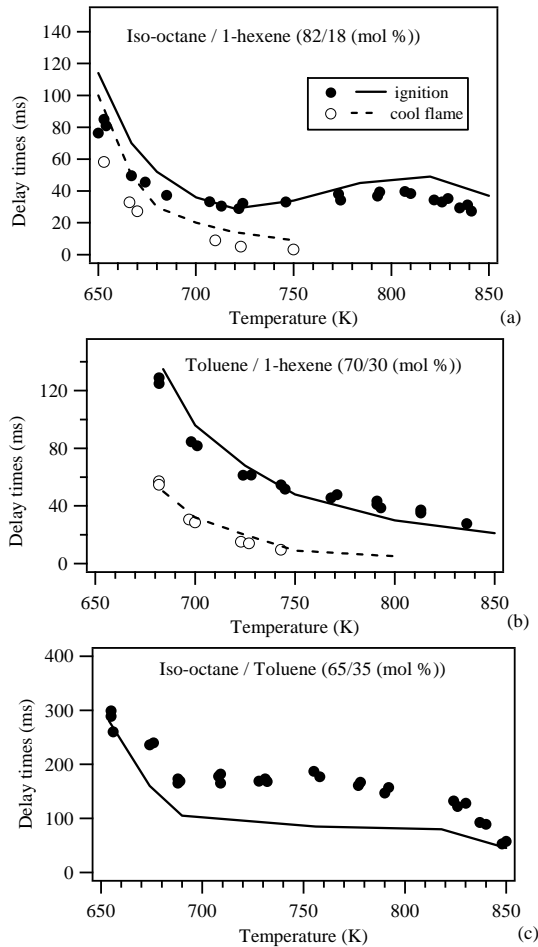 Iso-octane / 1-hexene (82/18 (mol %))
ignition
cool flame
Delay times (ms)
140
120
100
80
60
40
20
0
650
700
750
800
850
Temperature (K)
(a)
Toluene / 1-hexene (70/30 (mol %))
Delay times (ms)
120
80
40
0
650
700
750
800
850
Temperature (K)
(b)
Iso-octane / Toluene (65/35 (mol %))
Delay times (ms)
400
300
200
100
0
650
700
750
800
850
Temperature (K)
(c)